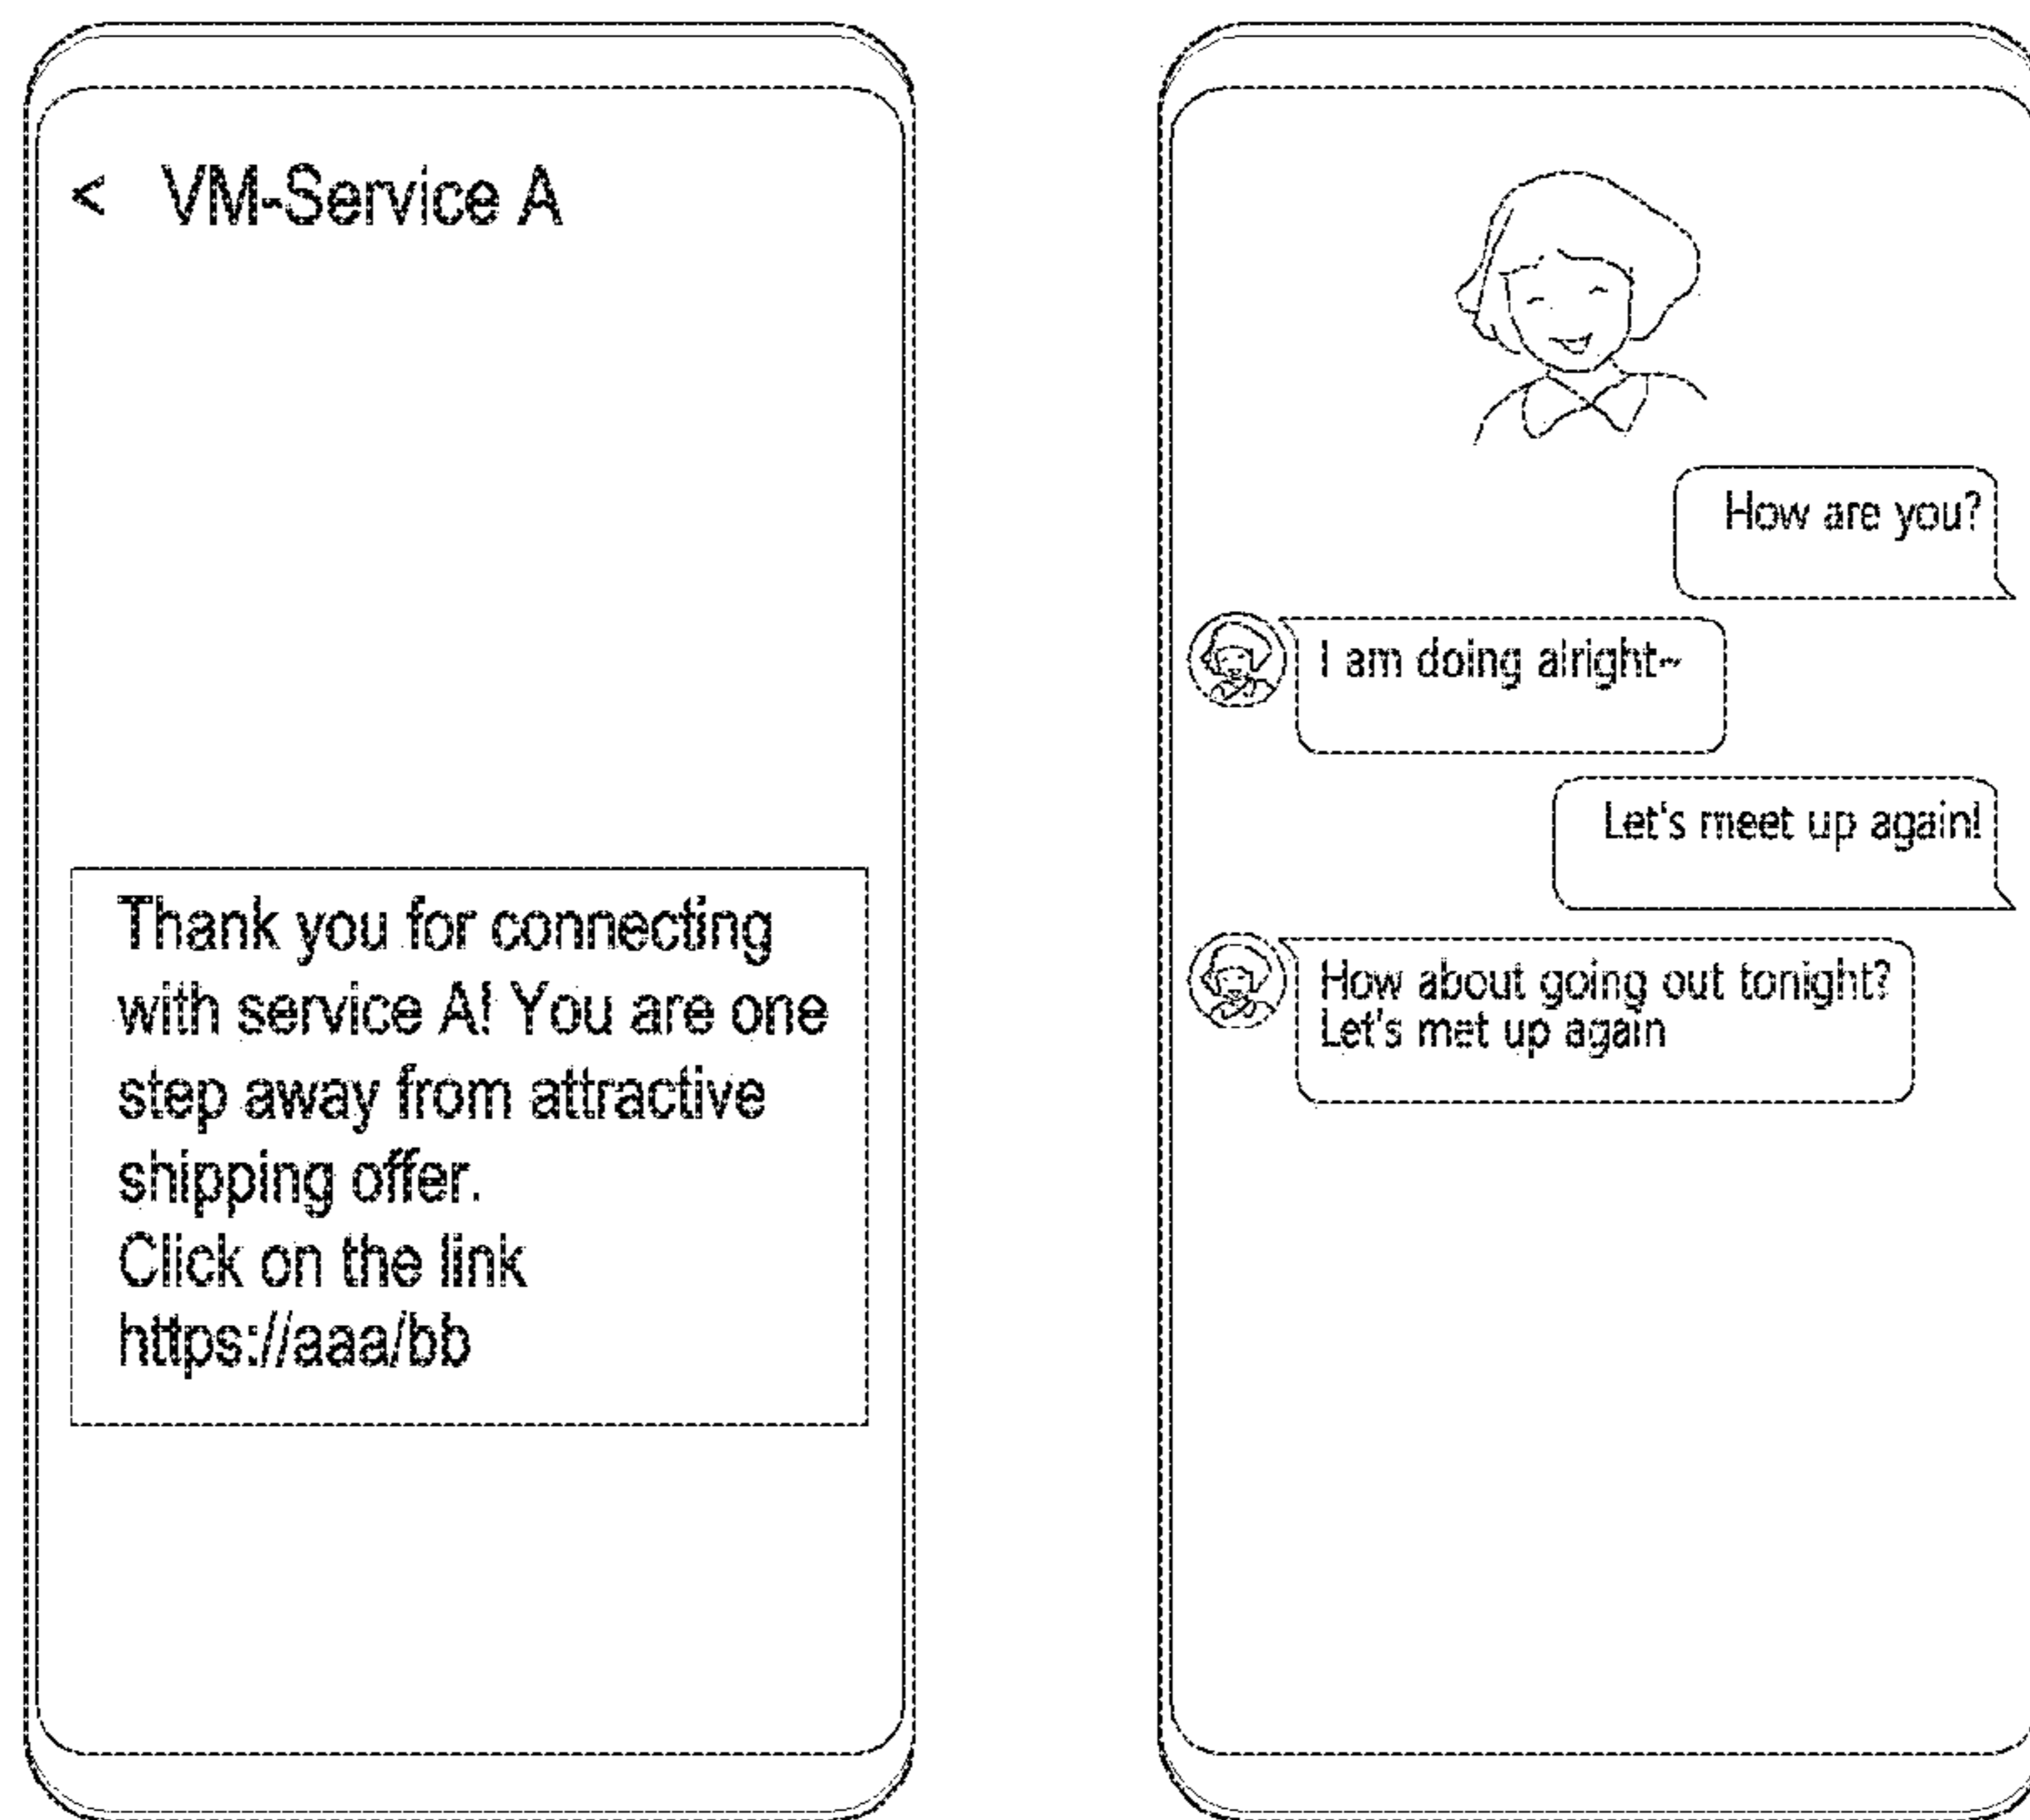 < VM-Service A
Thank you for connecting
with service A! You are one
step away from attractive
shipping offer.
Click on the link
https://aaa/bb
How are you?
I am doing alright~
Let's meet up again!
How about going out tonight?
Let's met up again